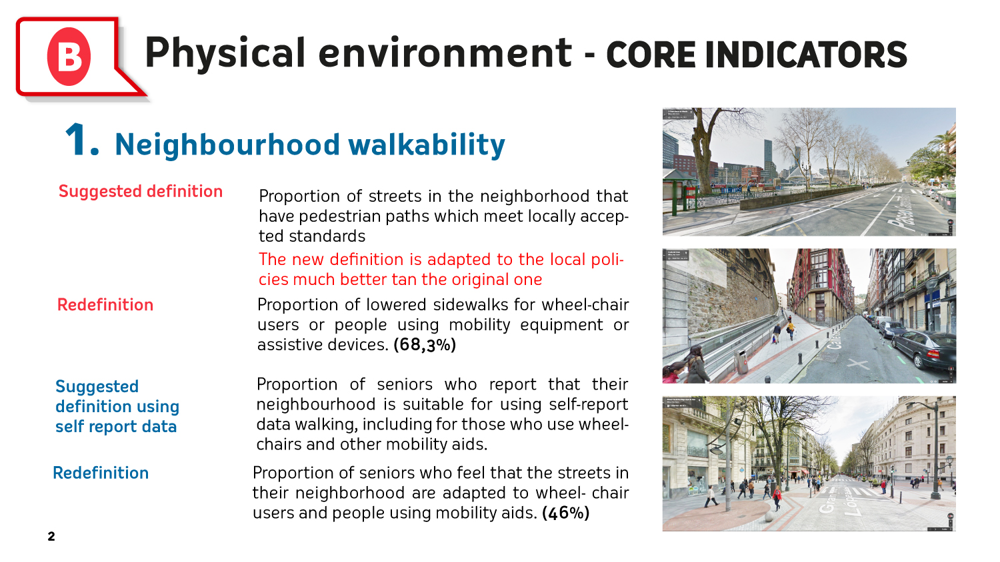 B
Physical environment - CORE INDICATORS
1. Neighbourhood walkability
Suggested definition
Proportion of streets in the neighborhood that
have pedestrian paths which meet locally accep-
ted standards
The new definition is adapted to the local poli-
cies much better tan the original one
Redefinition
Proportion of lowered sidewalks for wheel-chair
users or people using mobility equipment or
assistive devices. (68,3%)
Suggested
definition using
self report data
Proportion of seniors who report that their
neighbourhood is suitable for using self-report
data walking, including for those who use wheel-
chairs and other mobility aids.
Redefinition
Proportion of seniors who feel that the streets in
their neighborhood are adapted to wheel- chair
users and people using mobility aids. (46%)
2